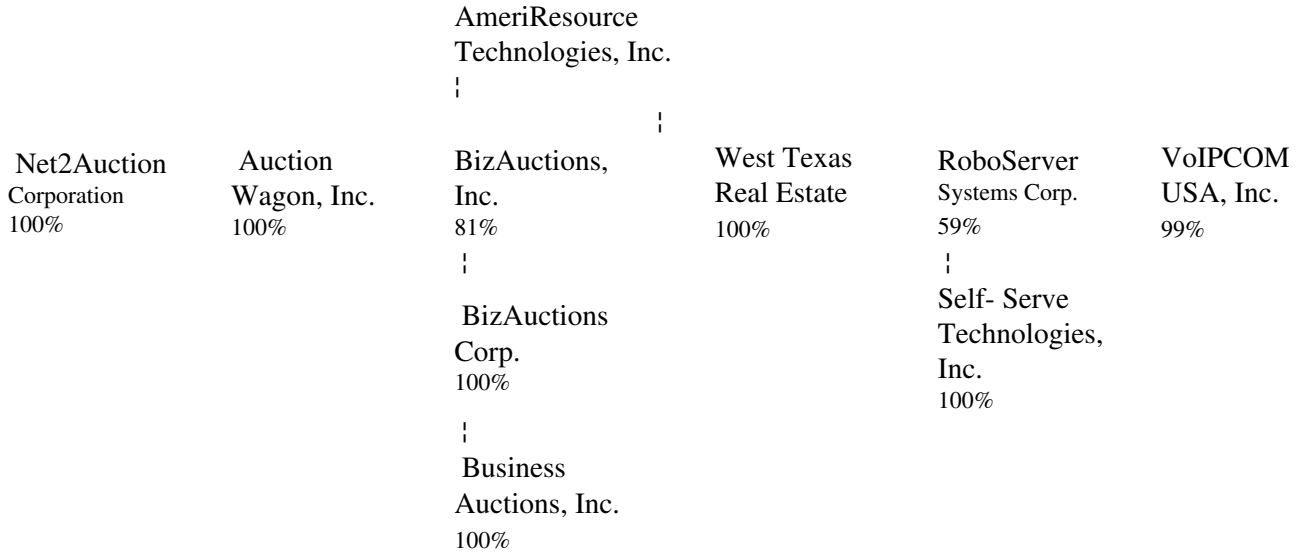 AmeriResource
Technologies, Inc.
¦
¦
Net2Auction
Corporation
100%
Auction
Wagon, Inc.
100%
BizAuctions,
Inc.
81%
West Texas
Real Estate
100%
RoboServer
Systems Corp.
59%
VoIPCOM
USA, Inc.
99%
¦
BizAuctions
Corp.
100%
¦
Business
Auctions, Inc.
100%
¦
Self- Serve
Technologies,
Inc.
100%